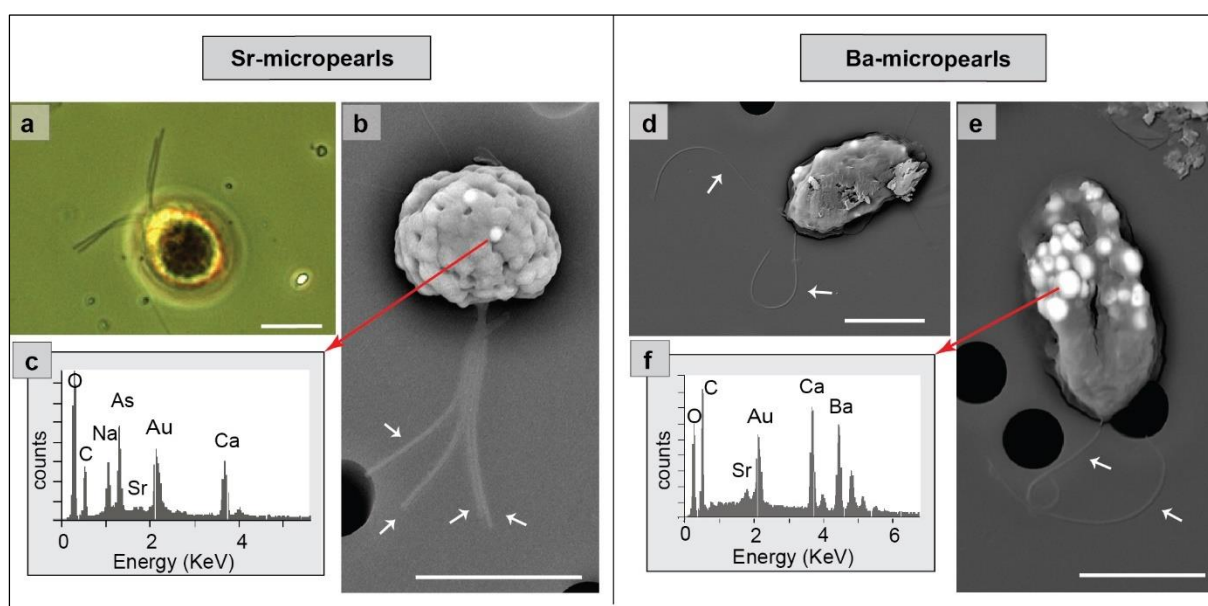 Sr-micropearls
Ba-micropearls
a
b
c
O
C
Na
As
Sr
Au
Ca
counts
0 2 4
Energy (KeV)
d
e
f
O
C
Sr
Au
Ca
Ba
counts
0 2 4 6
Energy (KeV)